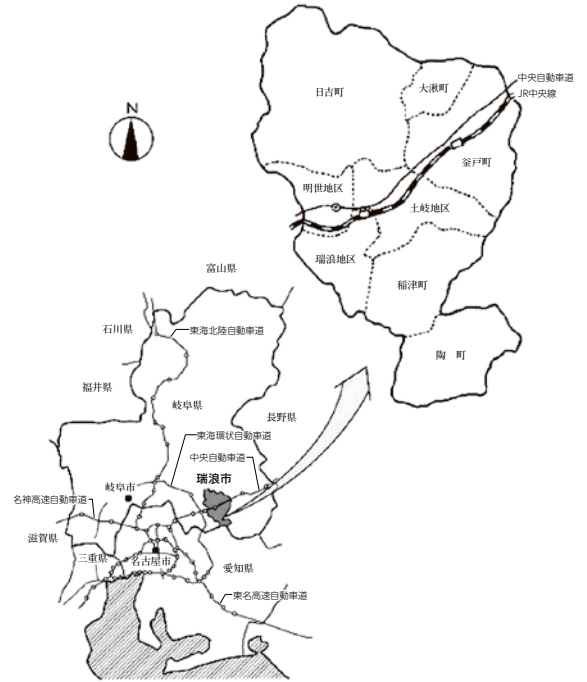 日吉町
大湫町
中央自動車道
JR中央線
N
釜戸町
明世地区
土岐地区
瑞浪地区
稲津町
富山県
石川県
東海北陸自動車道
陶 町
福井県
岐阜県
長野県
東海環状自動車道
中央自動車道
瑞浪市
岐阜市
名神高速自動車道
滋賀県
三重県
名古屋市
愛知県
東名高速自動車道